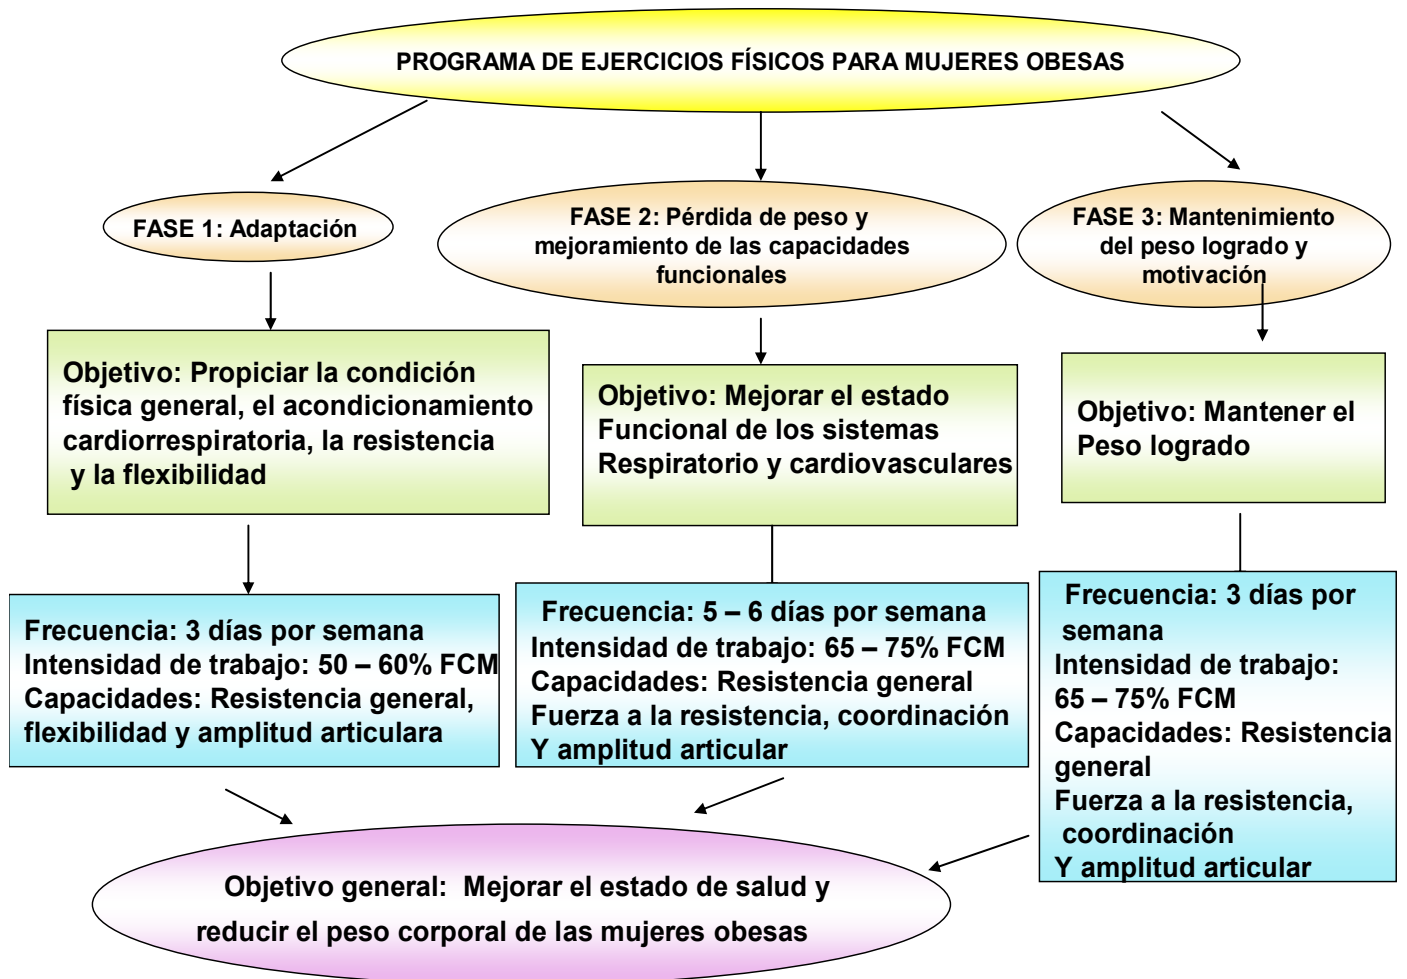 PROGRAMA DE EJERCICIOS FÍSICOS PARA MUJERES OBESAS
FASE 1: Adaptación
FASE 2: Pérdida de peso y
mejoramiento de las capacidades
funcionales
FASE 3: Mantenimiento
del peso logrado y
motivación
Objetivo: Propiciar la condición
física general, el acondicionamiento
cardiorrespiratoria, la resistencia
y la flexibilidad
Objetivo: Mejorar el estado
Funcional de los sistemas
Respiratorio y cardiovasculares
Objetivo: Mantener el
Peso logrado
Frecuencia: 3 días por semana
Intensidad de trabajo: 50 – 60% FCM
Capacidades: Resistencia general,
flexibilidad y amplitud articulara
Frecuencia: 5 – 6 días por semana
Intensidad de trabajo: 65 – 75% FCM
Capacidades: Resistencia general
Fuerza a la resistencia, coordinación
Y amplitud articular
Frecuencia: 3 días por
semana
Intensidad de trabajo:
65 – 75% FCM
Capacidades: Resistencia
general
Fuerza a la resistencia,
coordinación
Y amplitud articular
Objetivo general: Mejorar el estado de salud y
reducir el peso corporal de las mujeres obesas